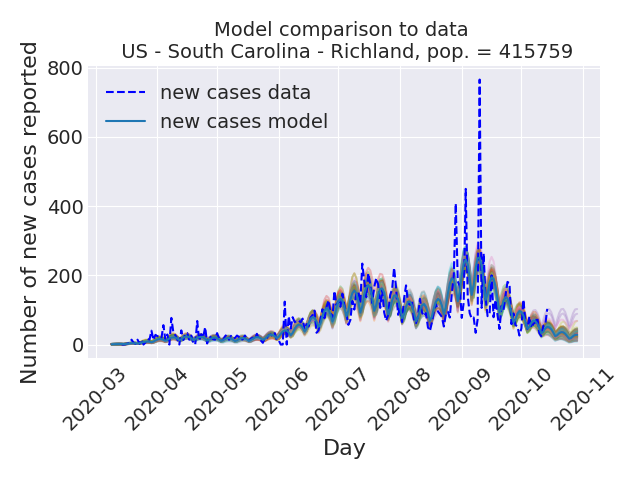 Model comparison to data
US - South Carolina - Richland, pop. = 415759
Number of new cases reported
800
600
400
200
0
new cases data
new cases model
2020-03
2020-04
2020-05
2020-06
2020-07
2020-08
2020-09
2020-10
2020-11
Day